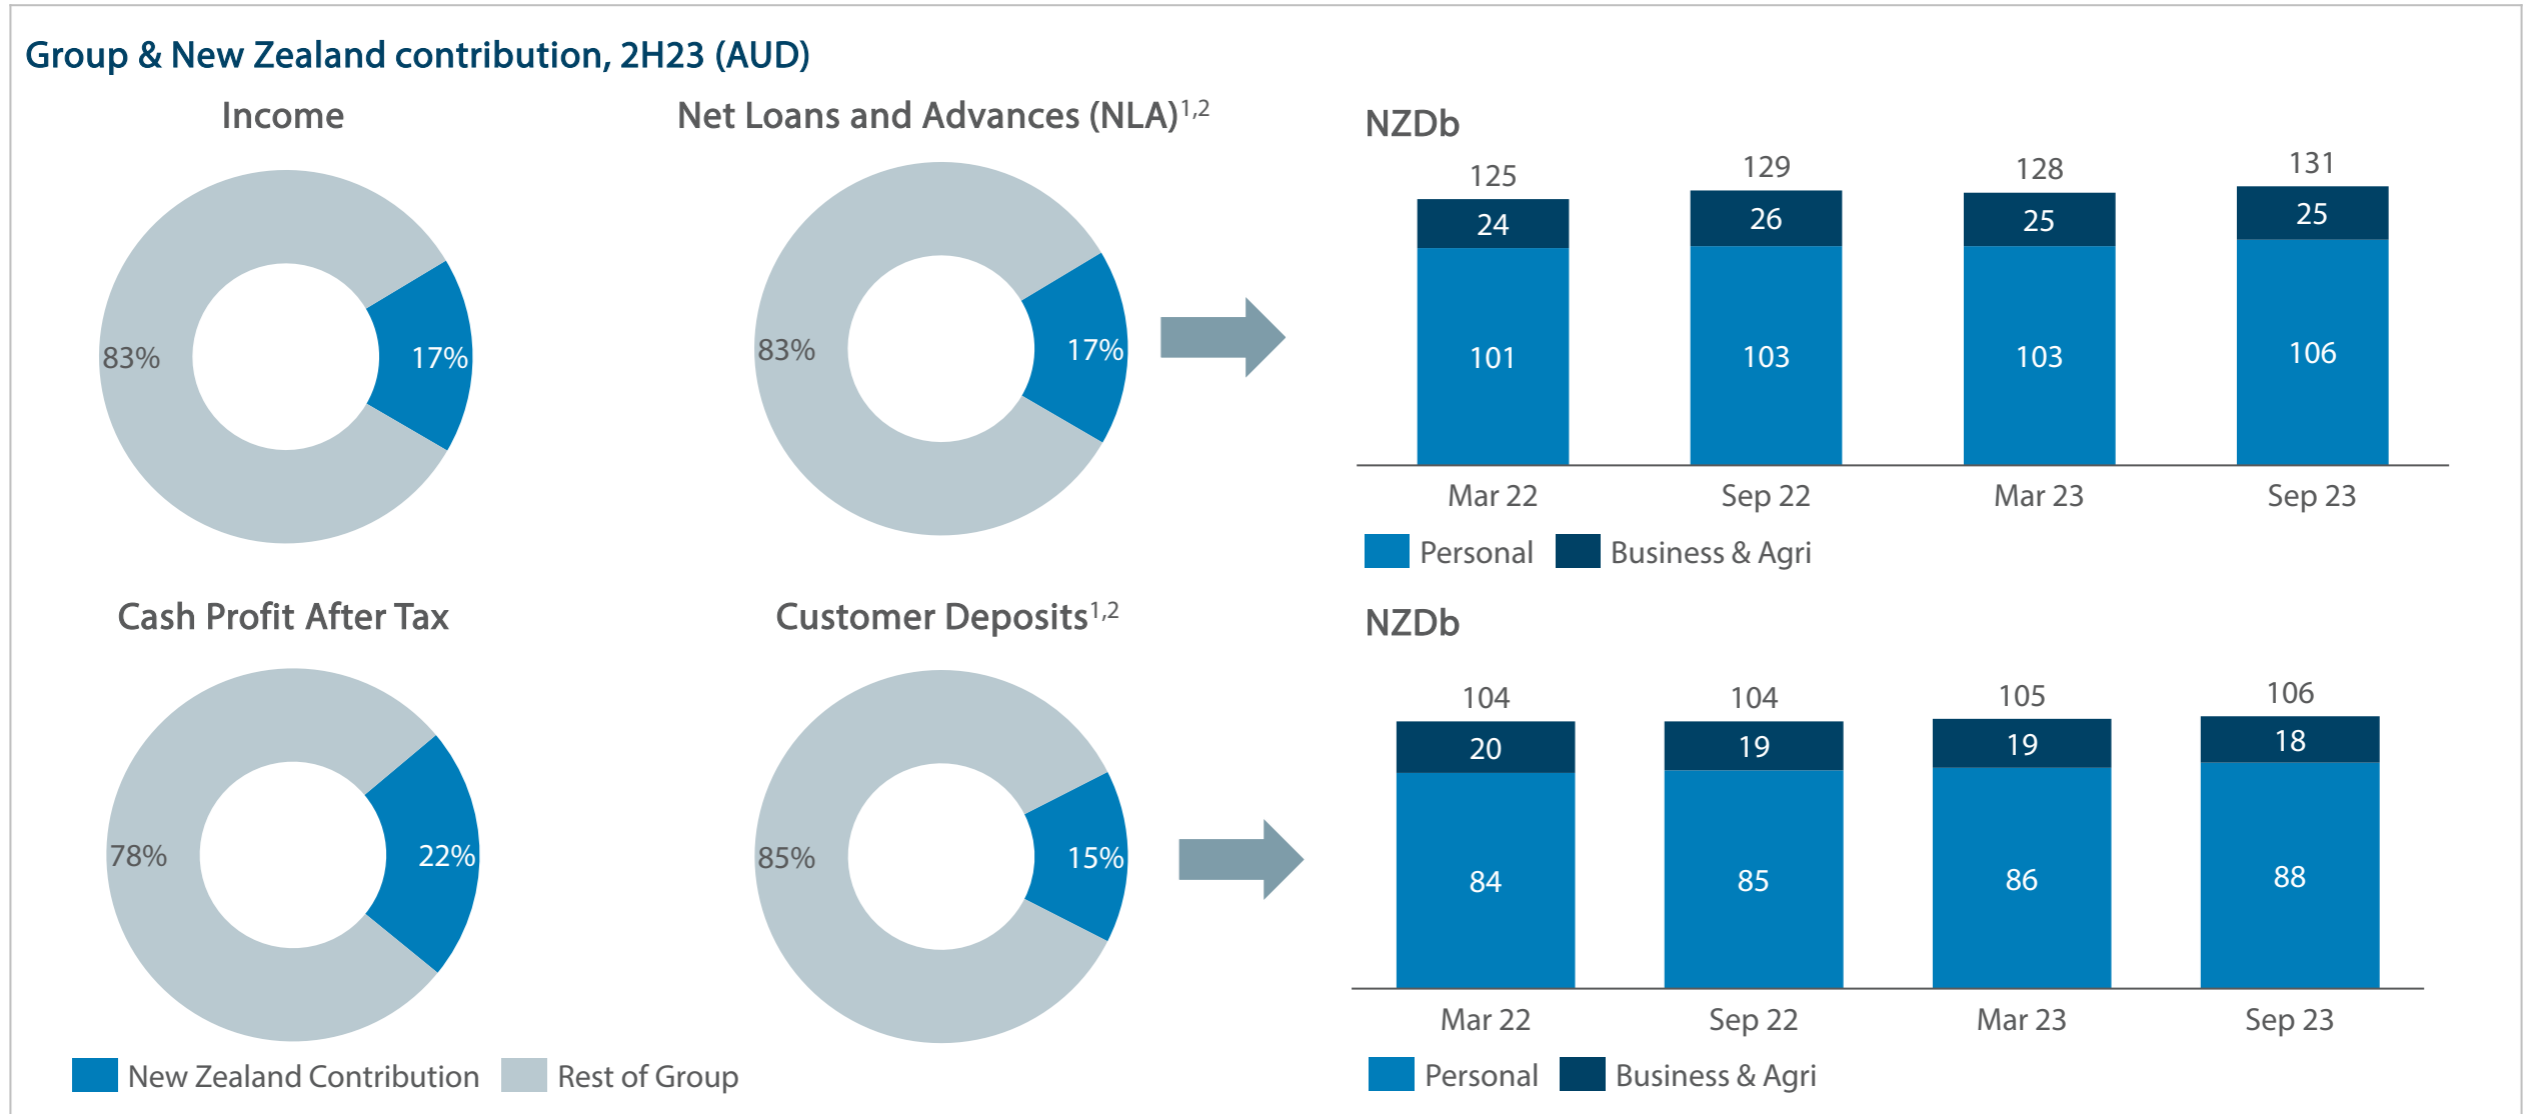 Group & New Zealand contribution, 2H23 (AUD)
Income
83%
17%
Net Loans and Advances (NLA)1,2
83%
17%
NZDb
125
129
128
131
24
26
25
25
101
103
103
106
Mar 22
Sep 22
Mar 23
Sep 23
Personal
Business & Agri
Cash Profit After Tax
78%
22%
Customer Deposits1,2
85%
15%
New Zealand Contribution
Rest of Group
NZDb
104
104
105
106
20
19
19
18
84
85
86
88
Mar 22
Sep 22
Mar 23
Sep 23
Personal
Business & Agri